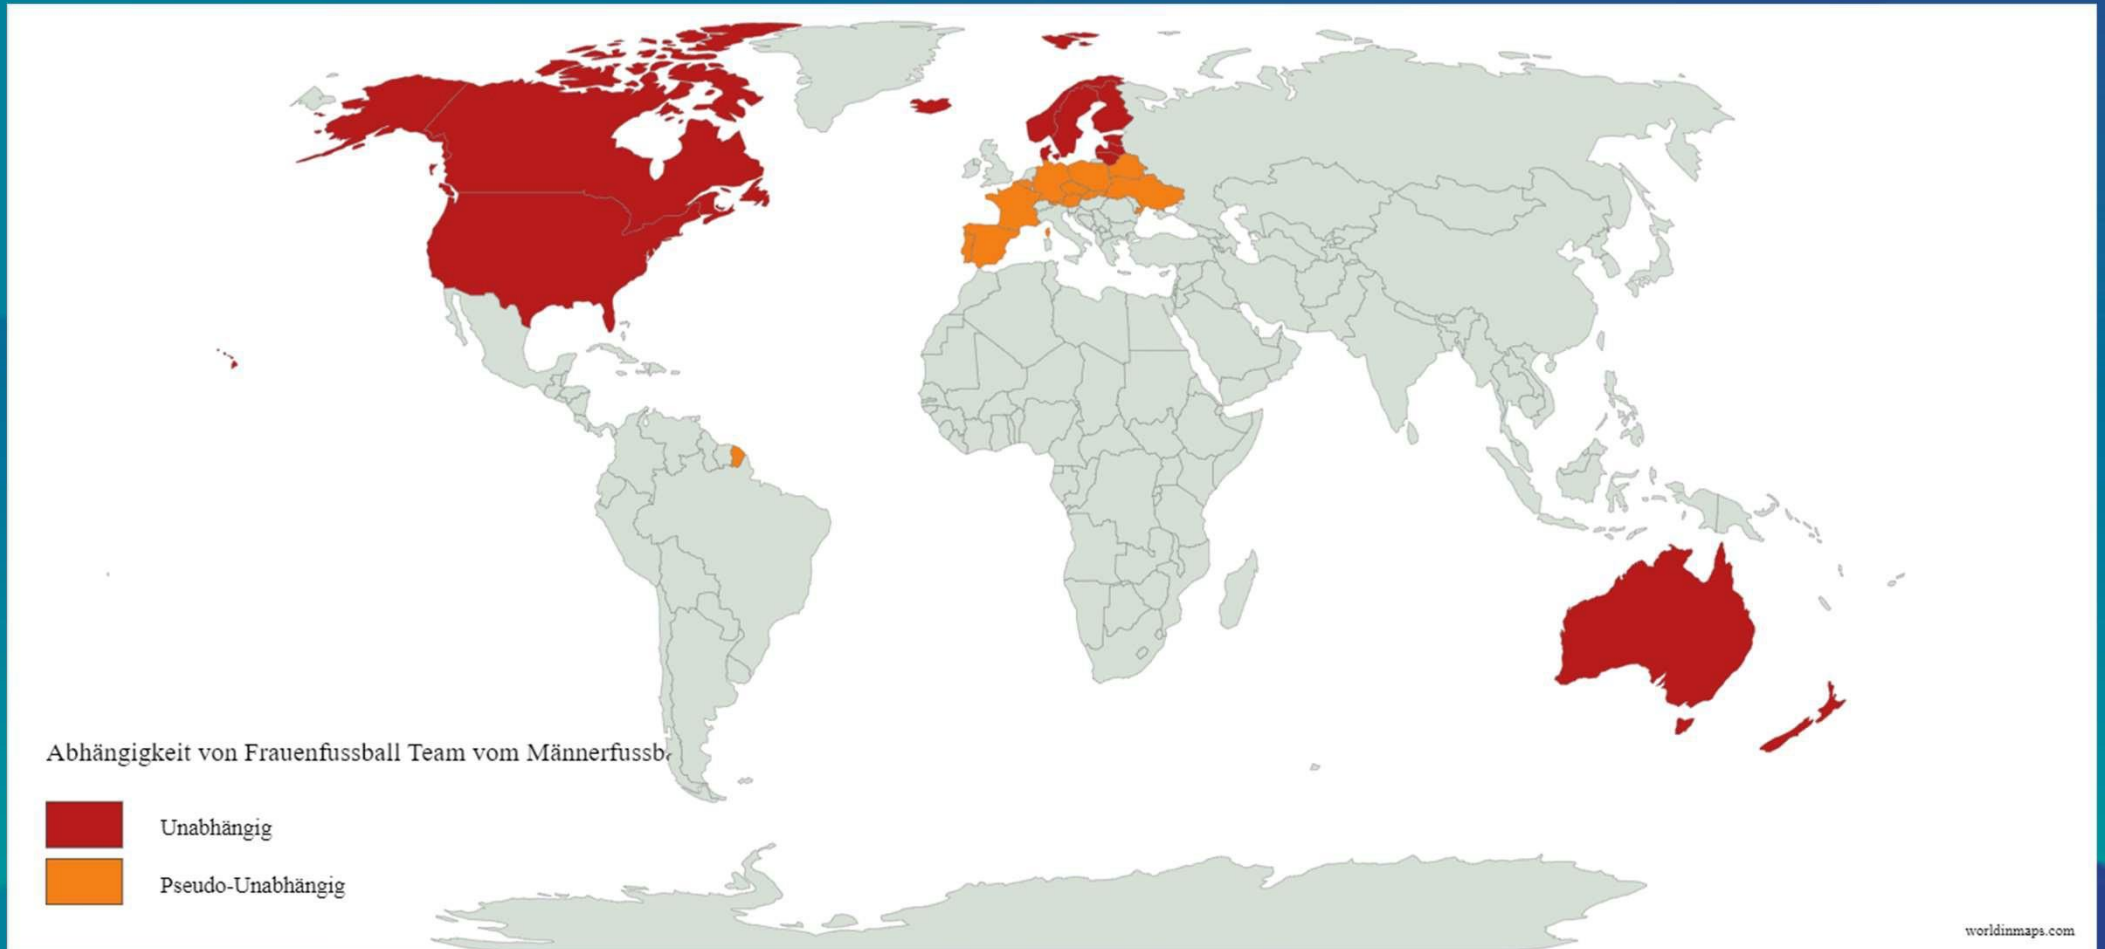 Abhängigkeit von Frauenfussball Team vom Männerfussb
Unabhängig
Pseudo-Unabhängig
worldinmaps.com